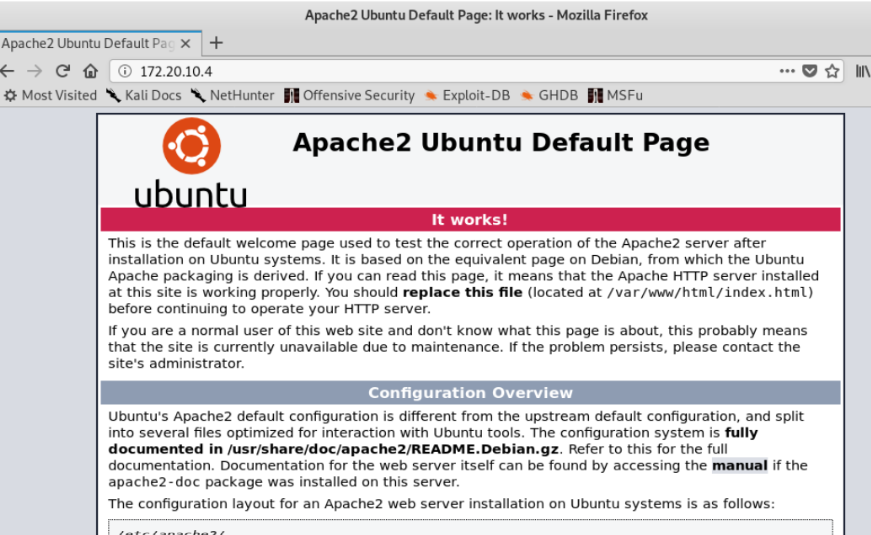 Apache2 Ubuntu Default Page: It works - Mozilla Firefox
Apache2 Ubuntu Default Pag
172.20.10.4
Most Visited Kali Docs NetHunter Offensive Security Exploit-DB GHDB MSFu
ubuntu
Apache2 Ubuntu Default Page
It works!
This is the default welcome page used to test the correct operation of the Apache2 server after
installation on Ubuntu systems. It is based on the equivalent page on Debian, from which the Ubuntu
Apache packaging is derived. If you can read this page, it means that the Apache HTTP server installed
at this site is working properly. You should replace this file (located at /var/www/html/index.html)
before continuing to operate your HTTP server.
If you are a normal user of this web site and don't know what this page is about, this probably means
that the site is currently unavailable due to maintenance. If the problem persists, please contact the
site's administrator.
Configuration Overview
Ubuntu's Apache2 default configuration is different from the upstream default configuration, and split
into several files optimized for interaction with Ubuntu tools. The configuration system is fully
documented in /usr/share/doc/apache2/README.Debian.gz. Refer to this for the full
documentation. Documentation for the web server itself can be found by accessing the manual if the
apache2-doc package was installed on this server.
The configuration layout for an Apache2 web server installation on Ubuntu systems is as follows:
/etc/apache2/